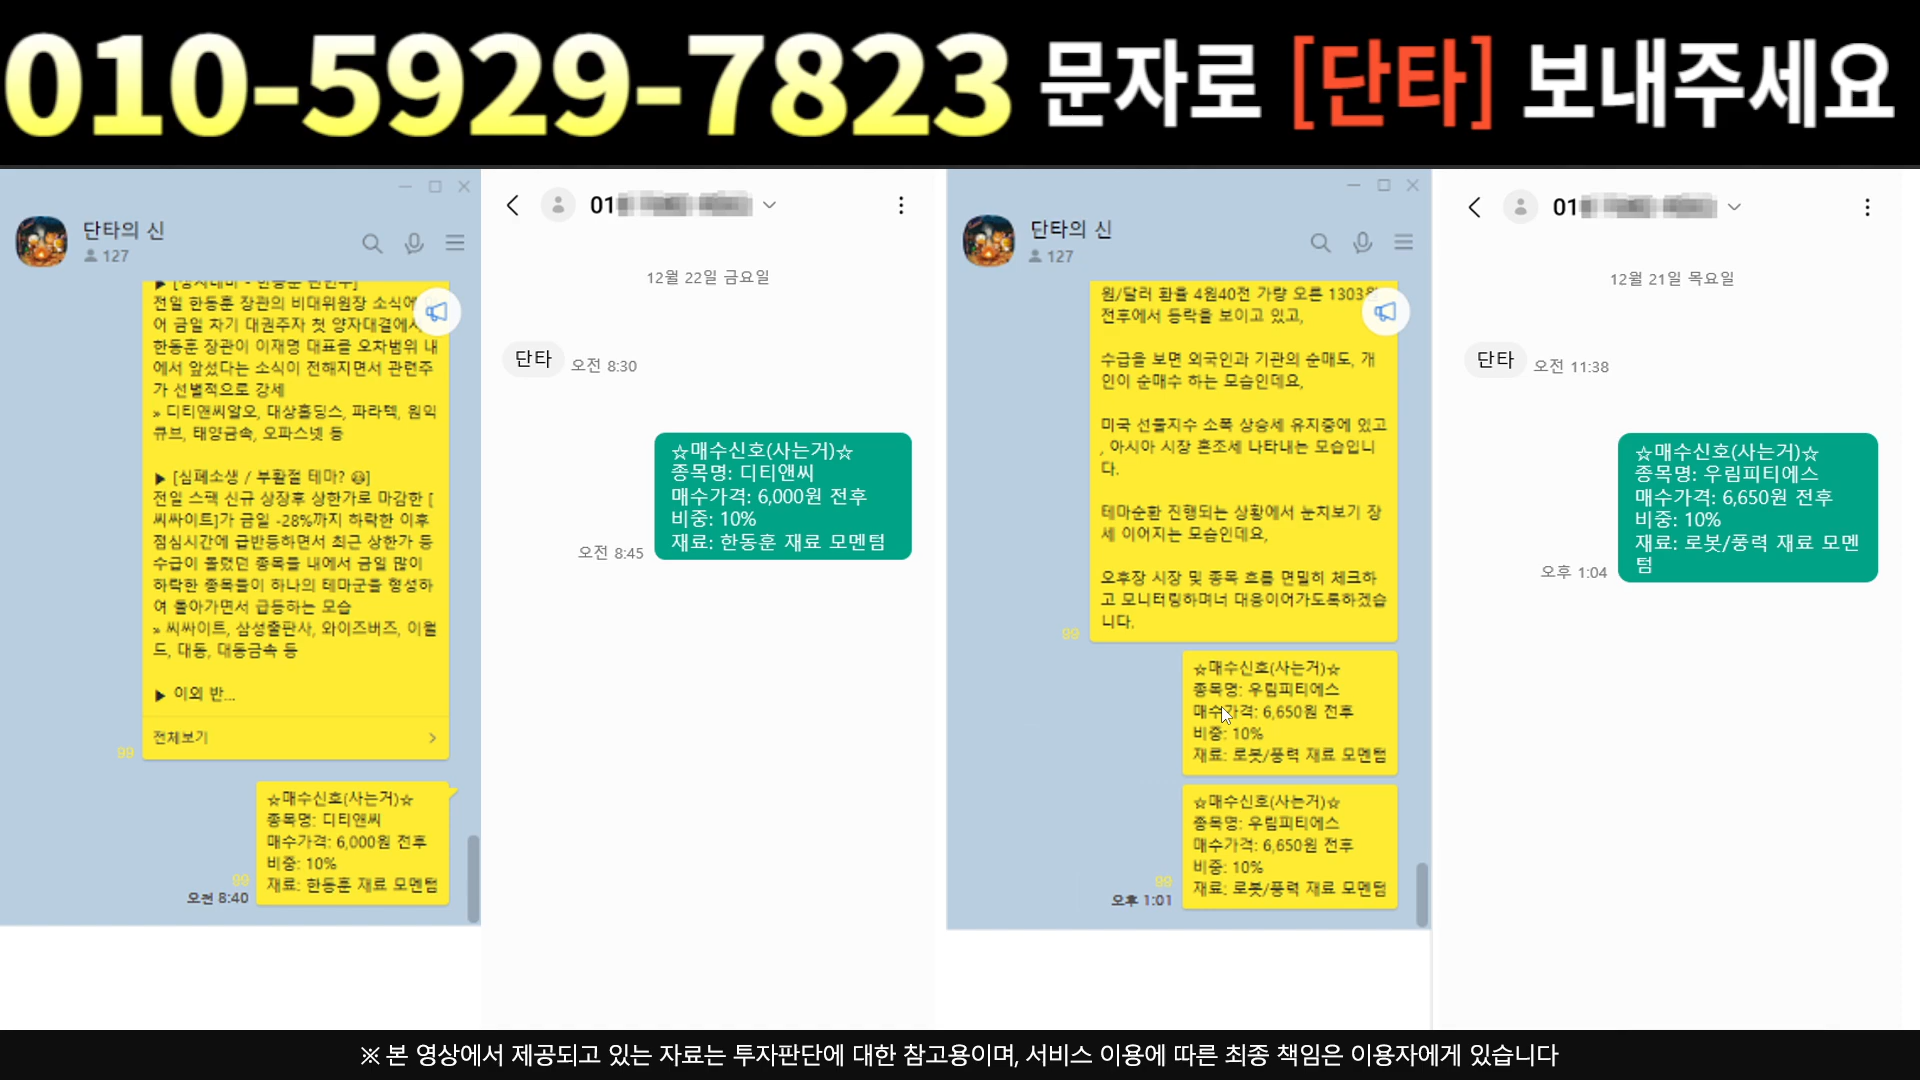 010-5929-7823 문자로 [단타] 보내주세요
단타의 신
127
전일 한동훈 장관의 비대위원장 소식에
어 금일 차기 대권주자 첫 양자대결에서
한동훈 장관이 이재명 대표를 오차범위 내
에서 앞섰다는 소식이 전해지면서 관련주
가 선별적으로 강세
» 디티앤씨알오, 대상홀딩스, 파라텍, 원익
큐브, 태양금속, 오파스넷 등
▶ [심폐소생 / 부활절 테마? ]
전일 스팩 신규 상장후 상한가로 마감한 [
씨싸이트]가 금일 -28%까지 하락한 이후
점심시간에 급반등하면서 최근 상한가 등
수급이 몰렸던 종목들 내에서 금일 많이
하락한 종목들이 하나의 테마군을 형성하
여 돌아가면서 급등하는 모습
» 씨싸이트, 삼성출판사, 와이즈버즈, 이월
드, 대동, 대동금속 등
▶ 이외 반...
전체보기
99
☆매수신호(사는거)☆
종목명: 디티앤씨
매수가격: 6,000원 전후
비중: 10%
재료: 한동훈 재료 모멘텀
99
오전 8:40
01
12월 22일 금요일
단타 오전 8:30
☆매수신호(사는거)☆
종목명: 디티앤씨
매수가격: 6,000원 전후
비중: 10%
재료: 한동훈 재료 모멘텀
오전 8:45
단타의 신
127
원/달러 환율 4원40전 가량 오른 1303원
전후에서 등락을 보이고 있고,
수급을 보면 외국인과 기관의 순매도, 개
인이 순매수 하는 모습인데요,
미국 선물지수 소폭 상승세 유지중에 있고
, 아시아 시장 혼조세 나타내는 모습입니
다.
테마순환 진행되는 상황에서 눈치보기 장
세 이어지는 모습인데요,
오후장 시장 및 종목 흐름 면밀히 체크하
고 모니터링하며너 대응이어가도록하겠습
니다.
99
☆매수신호(사는거)☆
종목명: 우림피티에스
매수가격: 6,650원 전후
비중: 10%
재료: 로봇/풍력 재료 모멘텀
☆매수신호(사는거)☆
종목명: 우림피티에스
매수가격: 6,650원 전후
비중: 10%
재료: 로봇/풍력 재료 모멘텀
99
오후 1:01
01
12월 21일 목요일
단타 오전 11:38
☆매수신호(사는거)☆
종목명: 우림피티에스
매수가격: 6,650원 전후
비중: 10%
재료: 로봇/풍력 재료 모멘
텀
오후 1:04
※ 본 영상에서 제공되고 있는 자료는 투자판단에 대한 참고용이며, 서비스 이용에 따른 최종 책임은 이용자에게 있습니다